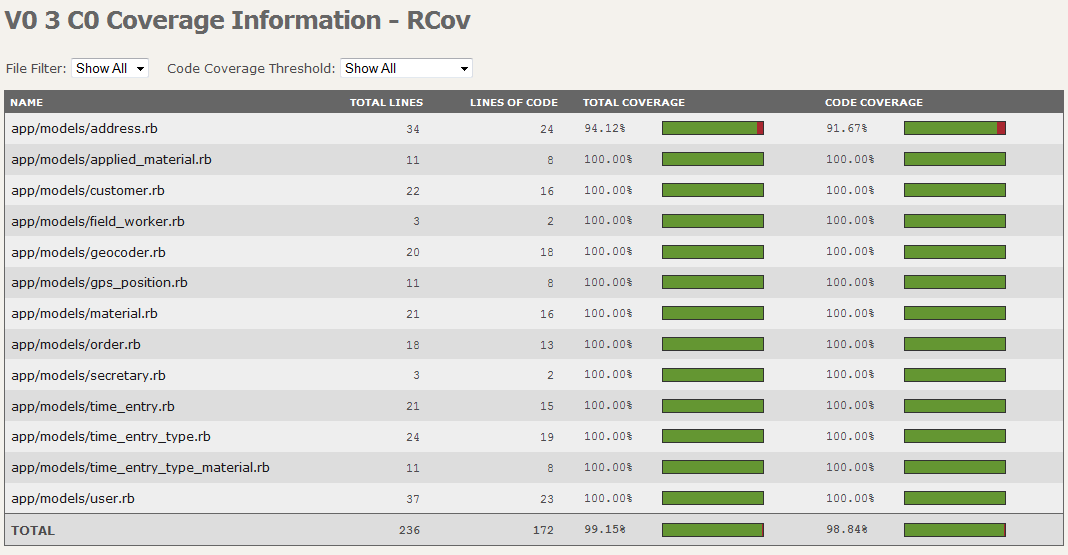 V0 3 C0 Coverage Information - RCov
File Filter: Show All Code Coverage Threshold: Show All
NAME TOTAL LINES LINES OF CODE TOTAL COVERAGE CODE COVERAGE
app/models/address.rb 34 24 94.12% 91.67%
app/models/applied_material.rb 11 8 100.00% 100.00%
app/models/customer.rb 22 16 100.00% 100.00%
app/models/field_worker.rb 3 2 100.00% 100.00%
app/models/geocoder.rb 20 18 100.00% 100.00%
app/models/gps_position.rb 11 8 100.00% 100.00%
app/models/material.rb 21 16 100.00% 100.00%
app/models/order.rb 18 13 100.00% 100.00%
app/models/secretary.rb 3 2 100.00% 100.00%
app/models/time_entry.rb 21 15 100.00% 100.00%
app/models/time_entry_type.rb 24 19 100.00% 100.00%
app/models/time_entry_type_material.rb 11 8 100.00% 100.00%
app/models/user.rb 37 23 100.00% 100.00%
TOTAL 236 172 99.15% 98.84%